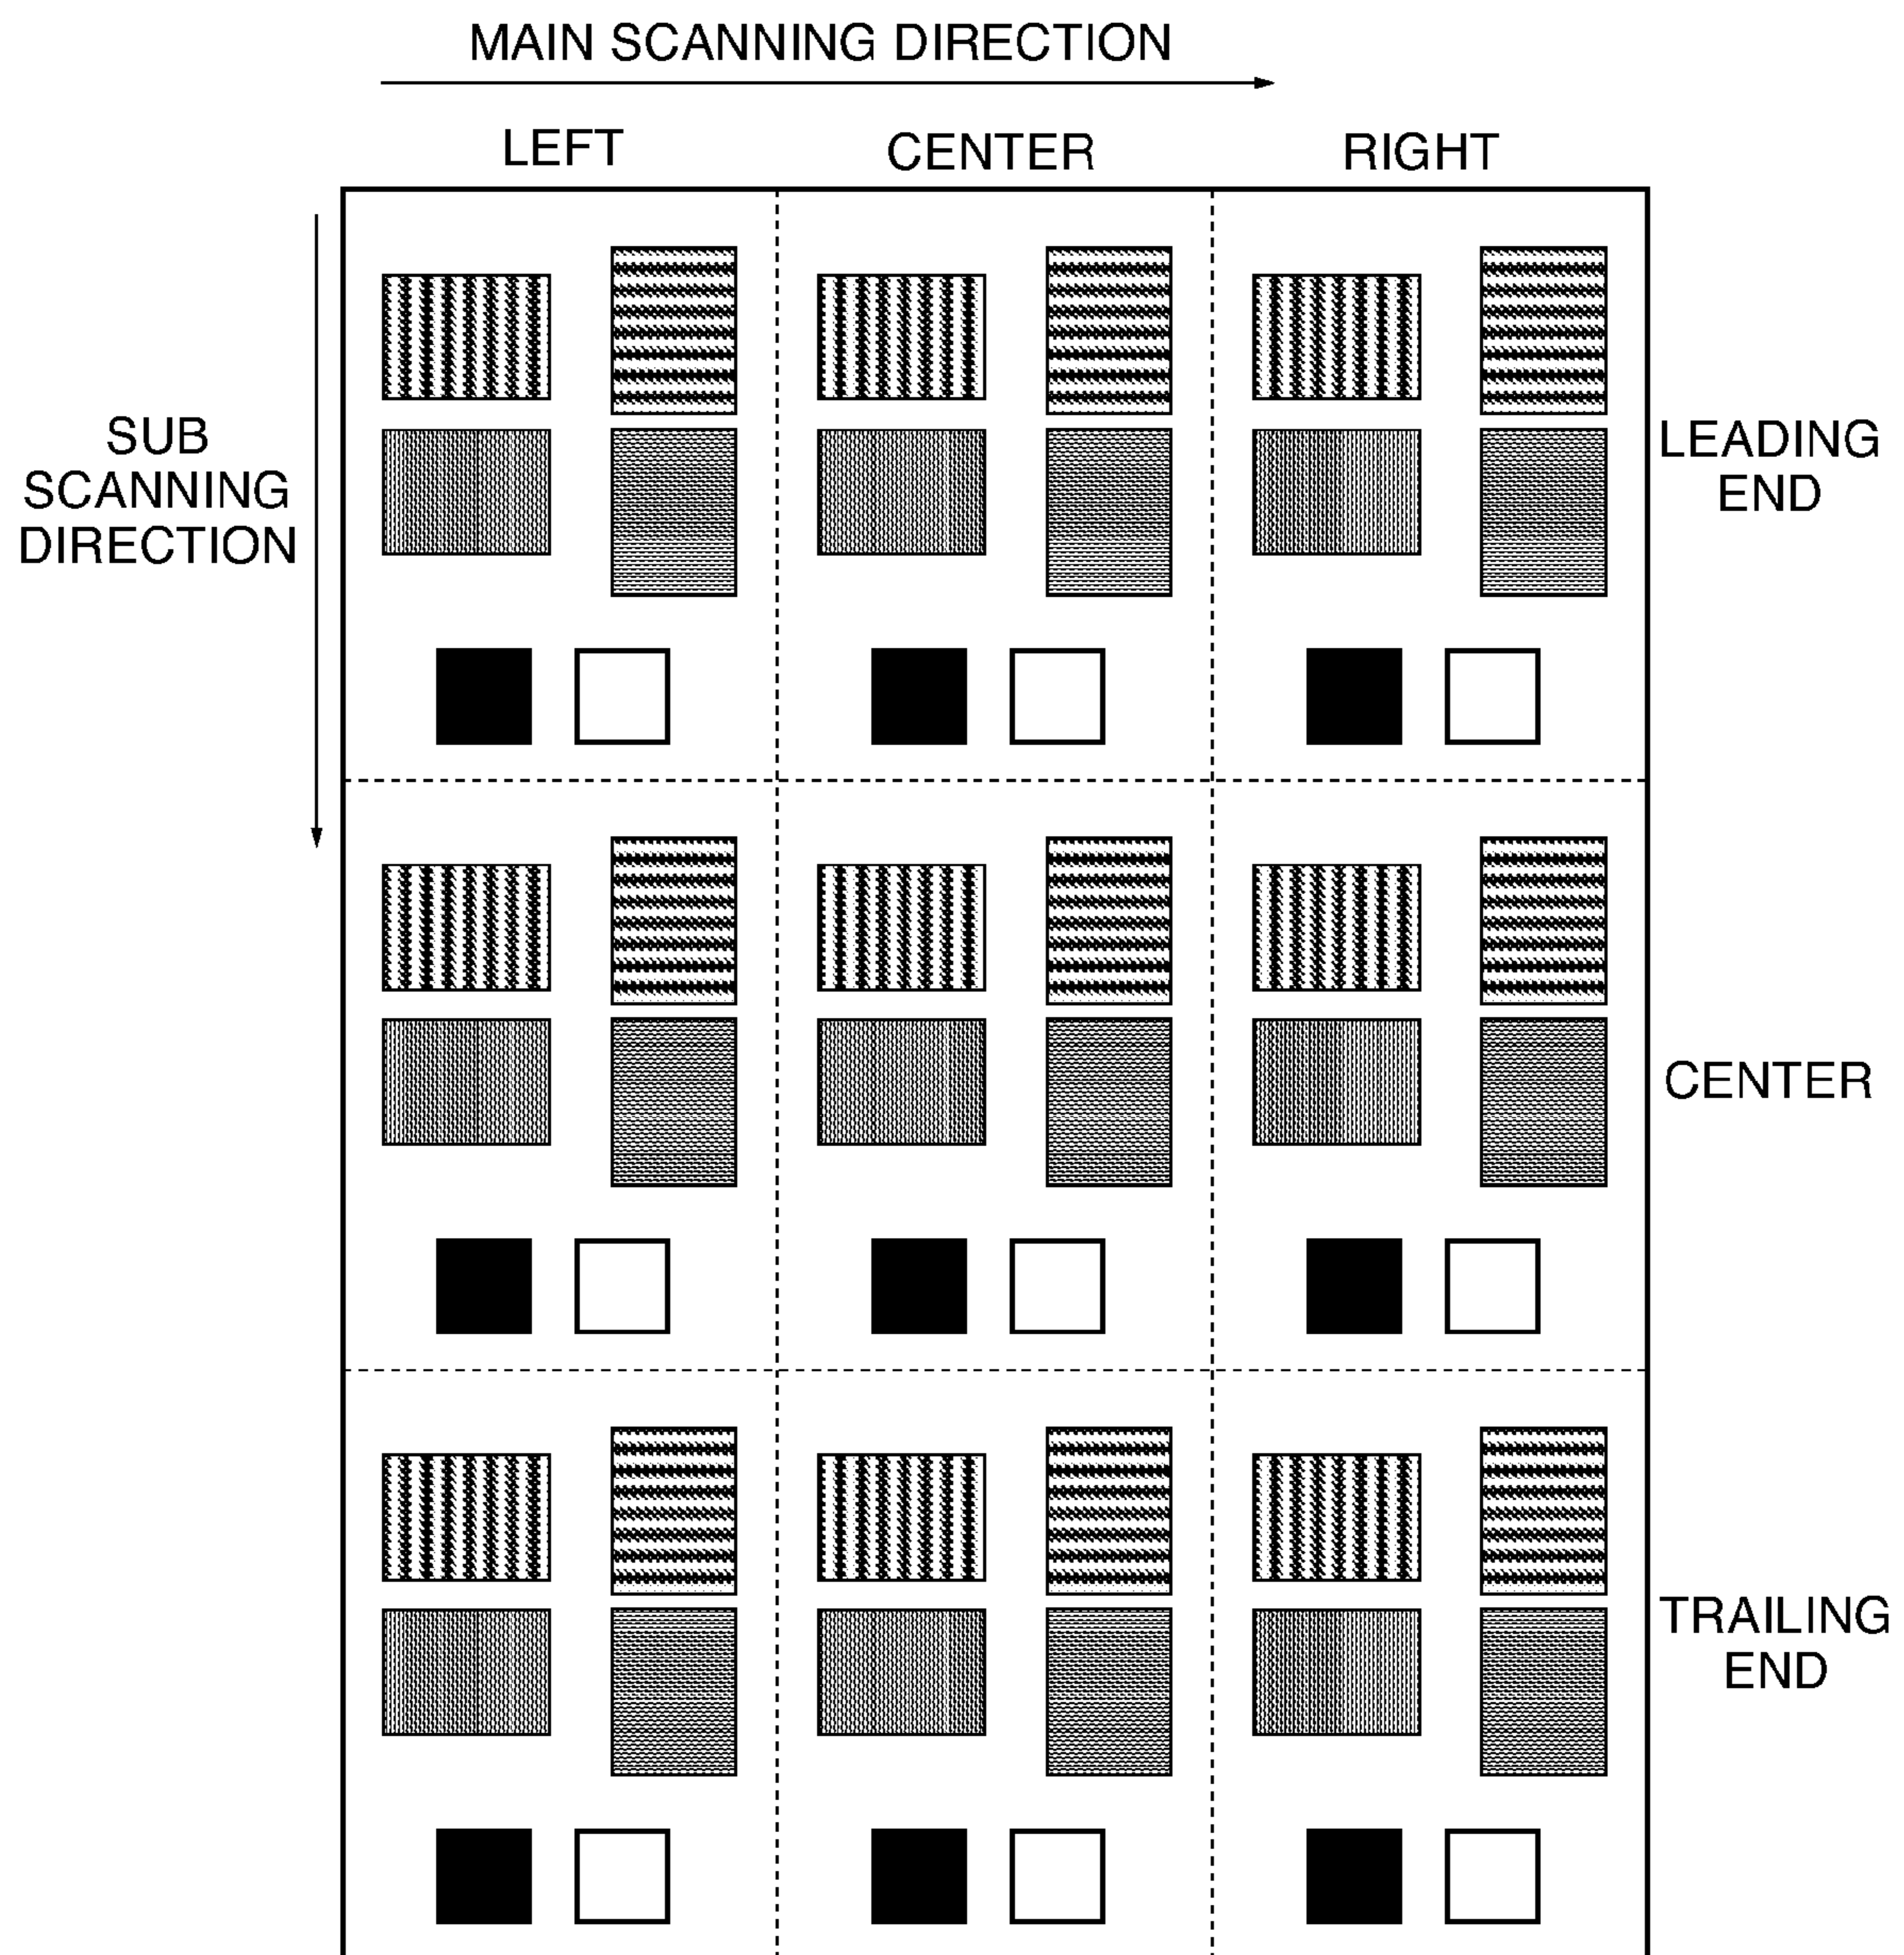 MAIN SCANNING DIRECTION
LEFT
CENTER
RIGHT
SUB
SCANNING
DIRECTION
LEADING
END
CENTER
TRAILING
END